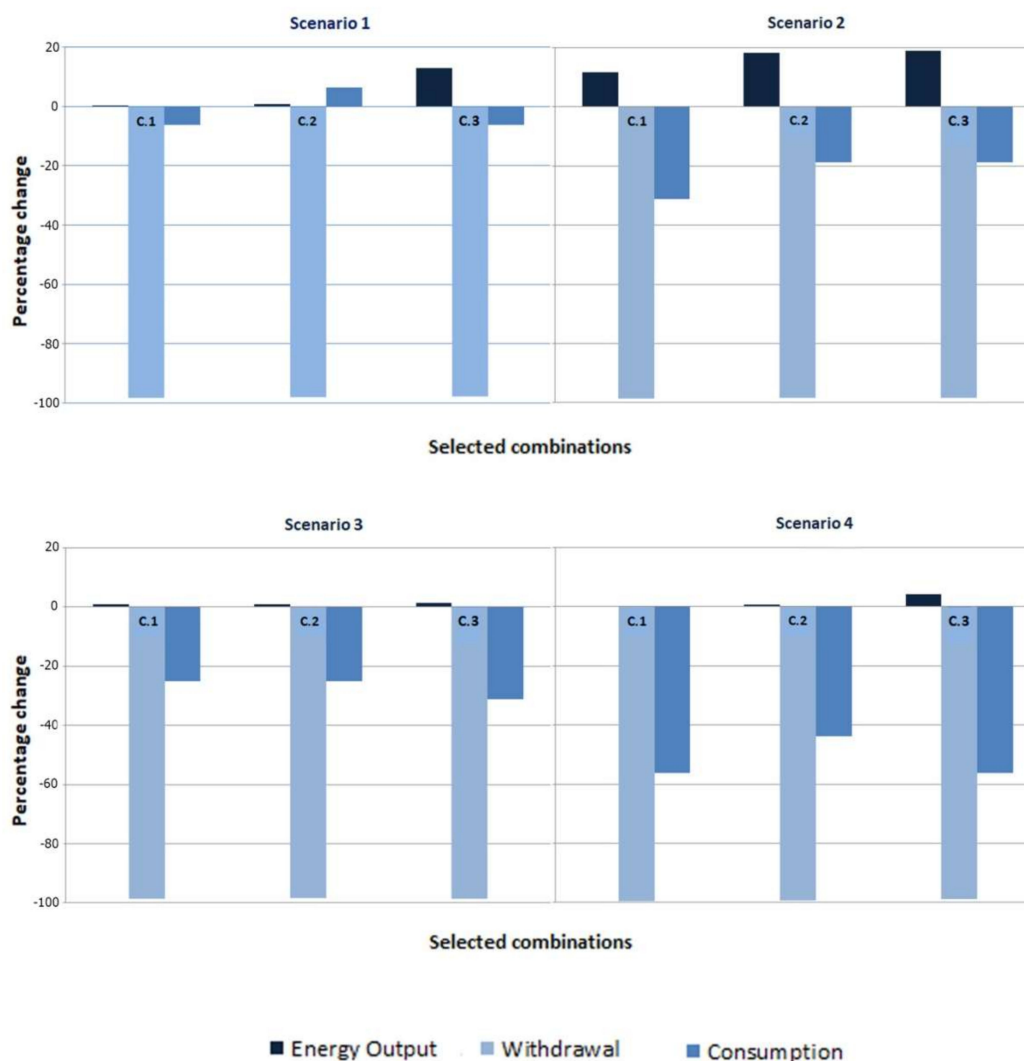 Scenario 1
Scenario 2
20
0
-20
-40
-60
-80
-100
Percentage change
C.1
C.2
C.3
C.1
C.2
C.3
Selected combinations
Scenario 3
Scenario 4
20
0
-20
-40
-60
-80
-100
Percentage change
C.1
C.2
C.3
C.1
C.2
C.3
Selected combinations
Energy Output Withdrawal Consumption